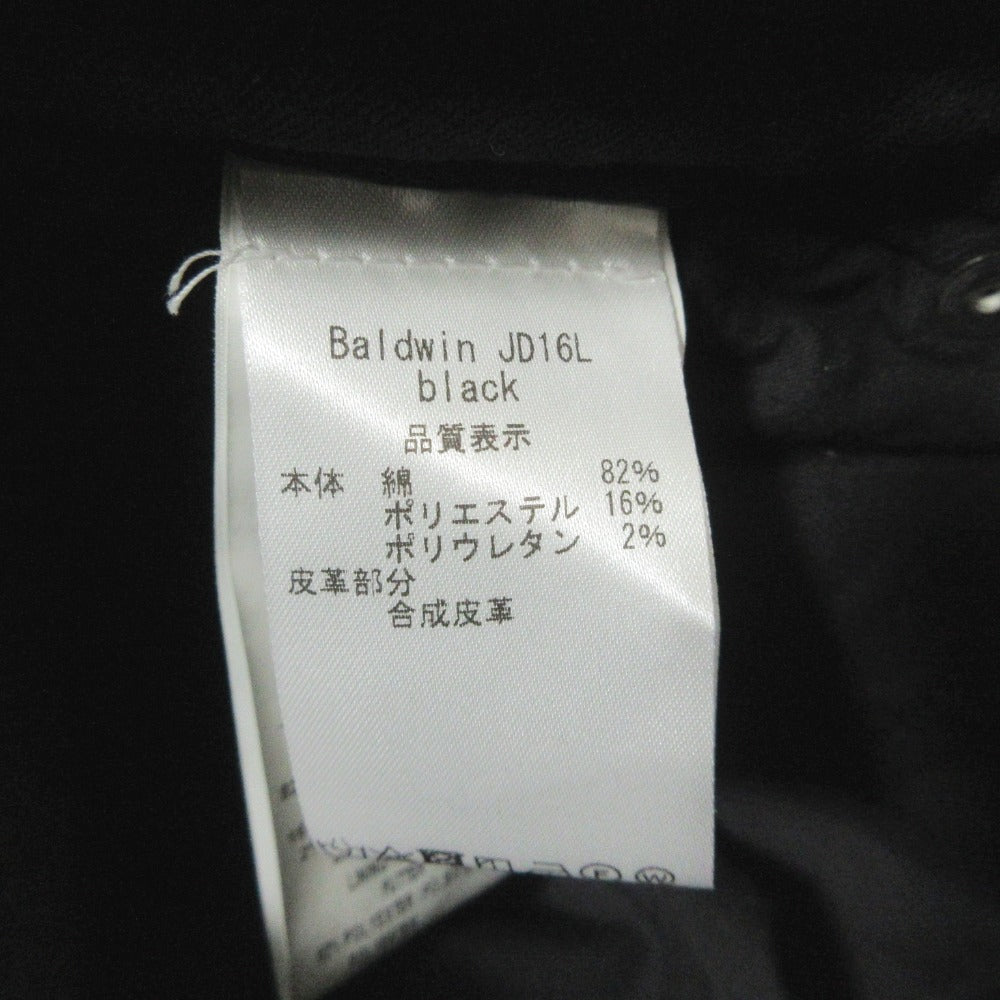 Baldwin JD16L
black
品質表示
本体 綿 82%
ポリエステル 16%
ポリウレタン 2%
皮革部分
合成皮革